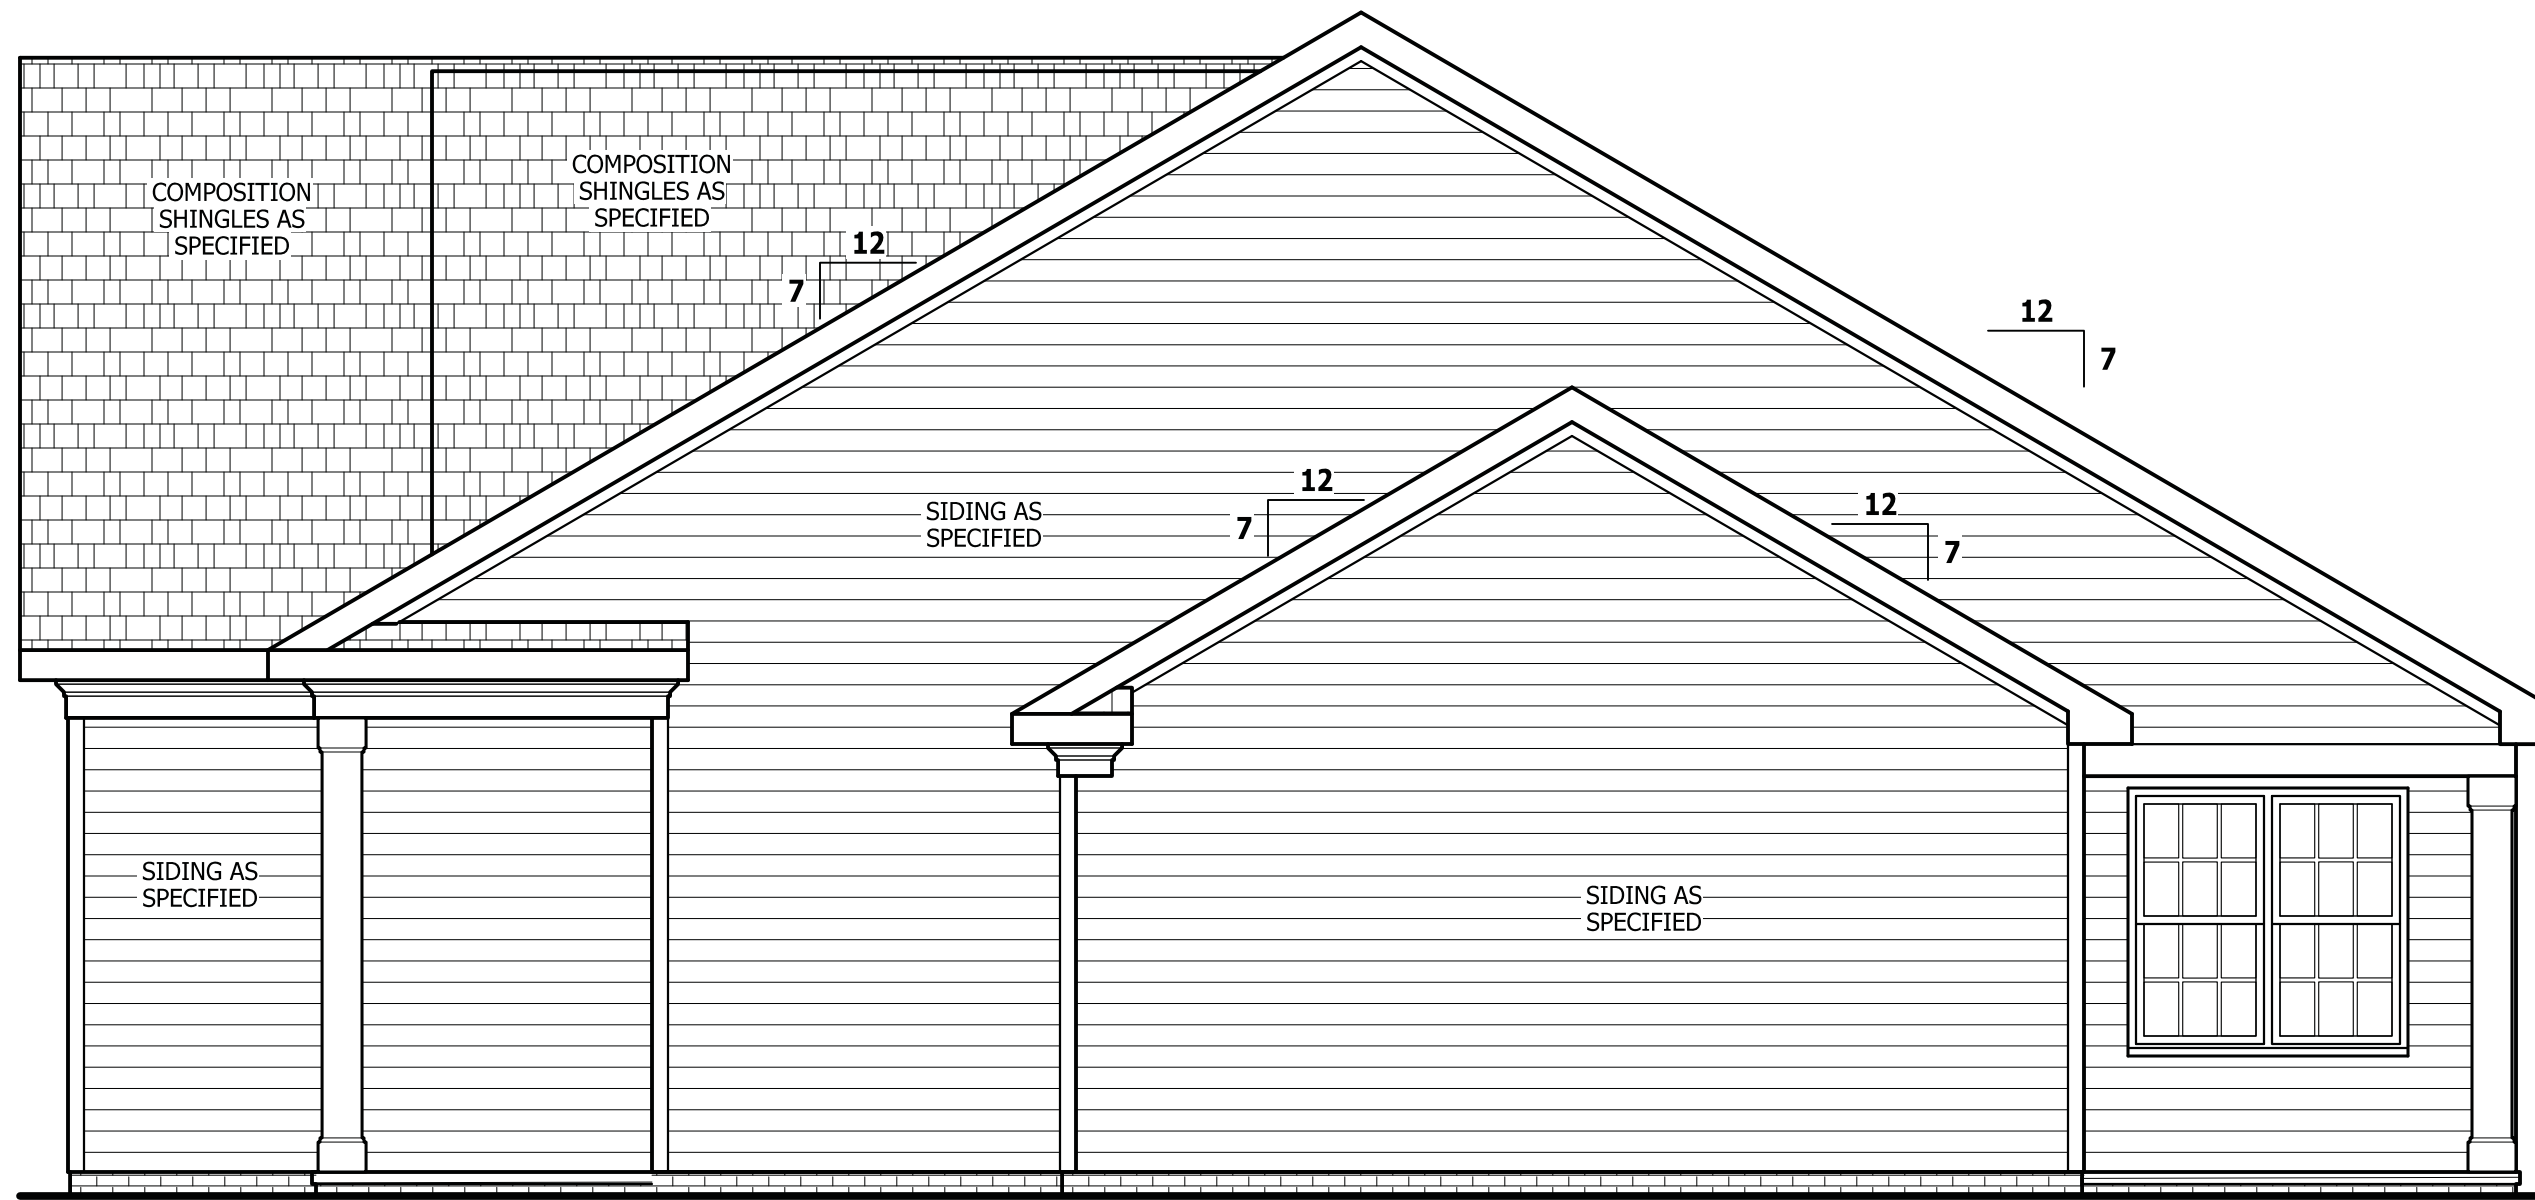 COMPOSITION
SHINGLES AS
SPECIFIED
COMPOSITION
SHINGLES AS
SPECIFIED
12
7
12
7
SIDING AS
SPECIFIED
12
7
12
7
SIDING AS
SPECIFIED
SIDING AS
SPECIFIED